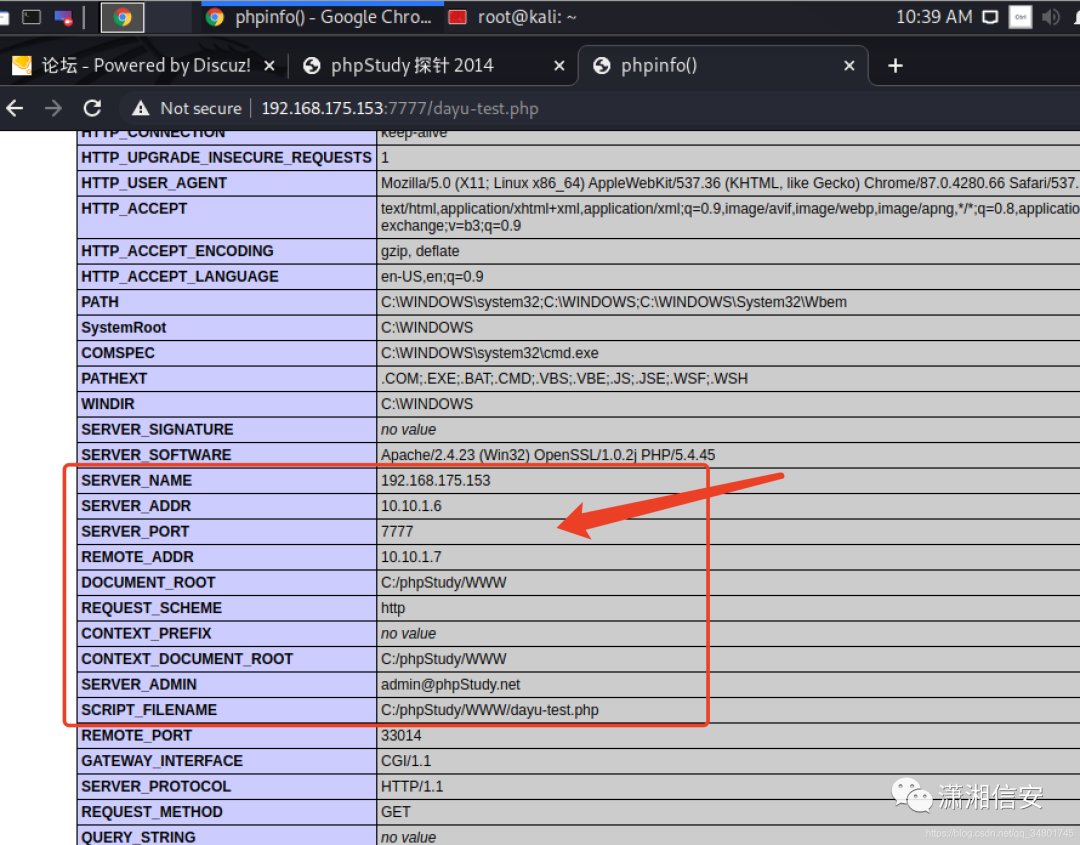 phpinfo() - Google Chro...
root@kali: ~
10:39 AM
论坛 - Powered by Discuz!
phpStudy 探针 2014
phpinfo()
Not secure
192.168.175.153:7777/dayu-test.php
HTTP_CONNECTION keep-alive
HTTP_UPGRADE_INSECURE_REQUESTS 1
HTTP_USER_AGENT Mozilla/5.0 (X11; Linux x86_64) AppleWebKit/537.36 (KHTML, like Gecko) Chrome/87.0.4280.66 Safari/537.
HTTP_ACCEPT text/html,application/xhtml+xml,application/xml;q=0.9,image/avif,image/webp,image/apng,*/*;q=0.8,applicatio
exchange;v=b3;q=0.9
HTTP_ACCEPT_ENCODING gzip, deflate
HTTP_ACCEPT_LANGUAGE en-US,en;q=0.9
PATH C:\WINDOWS\system32;C:\WINDOWS;C:\WINDOWS\System32\Wbem
SystemRoot C:\WINDOWS
COMSPEC C:\WINDOWS\system32\cmd.exe
PATHEXT .COM;.EXE;.BAT;.CMD;.VBS;.VBE;.JS;.JSE;.WSF;.WSH
WINDIR C:\WINDOWS
SERVER_SIGNATURE no value
SERVER_SOFTWARE Apache/2.4.23 (Win32) OpenSSL/1.0.2j PHP/5.4.45
SERVER_NAME 192.168.175.153
SERVER_ADDR 10.10.1.6
SERVER_PORT 7777
REMOTE_ADDR 10.10.1.7
DOCUMENT_ROOT C:/phpStudy/WWW
REQUEST_SCHEME http
CONTEXT_PREFIX no value
CONTEXT_DOCUMENT_ROOT C:/phpStudy/WWW
SERVER_ADMIN admin@phpStudy.net
SCRIPT_FILENAME C:/phpStudy/WWW/dayu-test.php
REMOTE_PORT 33014
GATEWAY_INTERFACE CGI/1.1
SERVER_PROTOCOL HTTP/1.1
REQUEST_METHOD GET
QUERY_STRING no value
潇湘信安
https://blog.csdn.net/qq_34801745